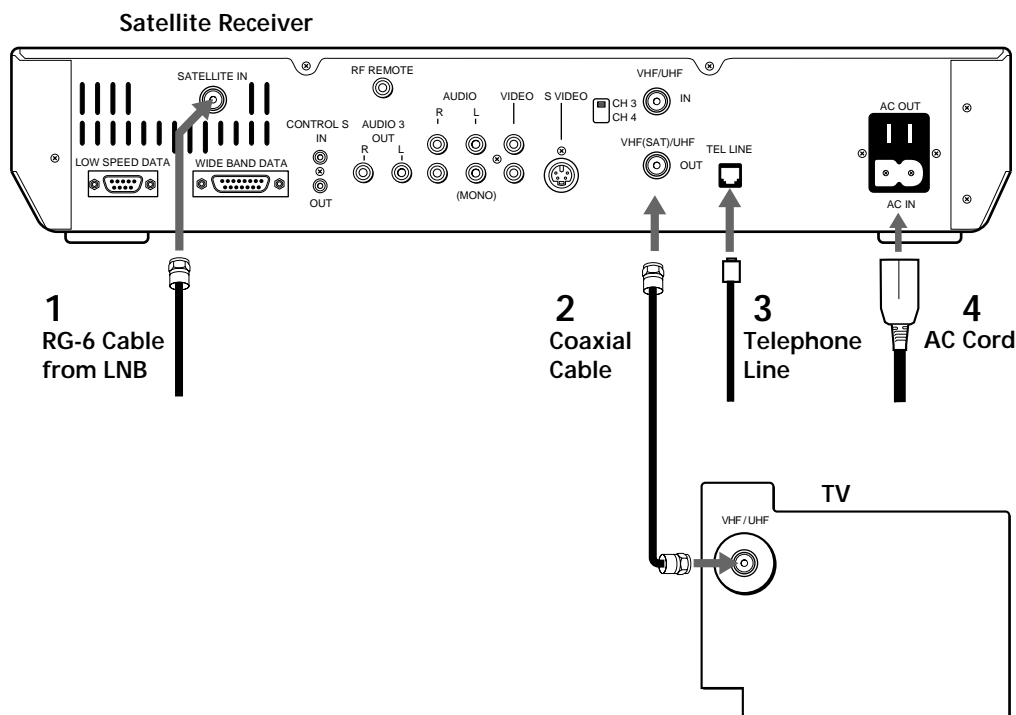 Satellite Receiver
SATELLITE IN
RF REMOTE
VHF/UHF
IN
AUDIO
VIDEO
S VIDEO
CH 3
CH 4
AC OUT
R
L
CONTROL S
IN
AUDIO 3
OUT
R
L
VHF(SAT)/UHF
OUT
TEL LINE
LOW SPEED DATA
WIDE BAND DATA
OUT
(MONO)
AC IN
1
RG-6 Cable
from LNB
2
Coaxial
Cable
3
Telephone
Line
4
AC Cord
TV
VHF / UHF